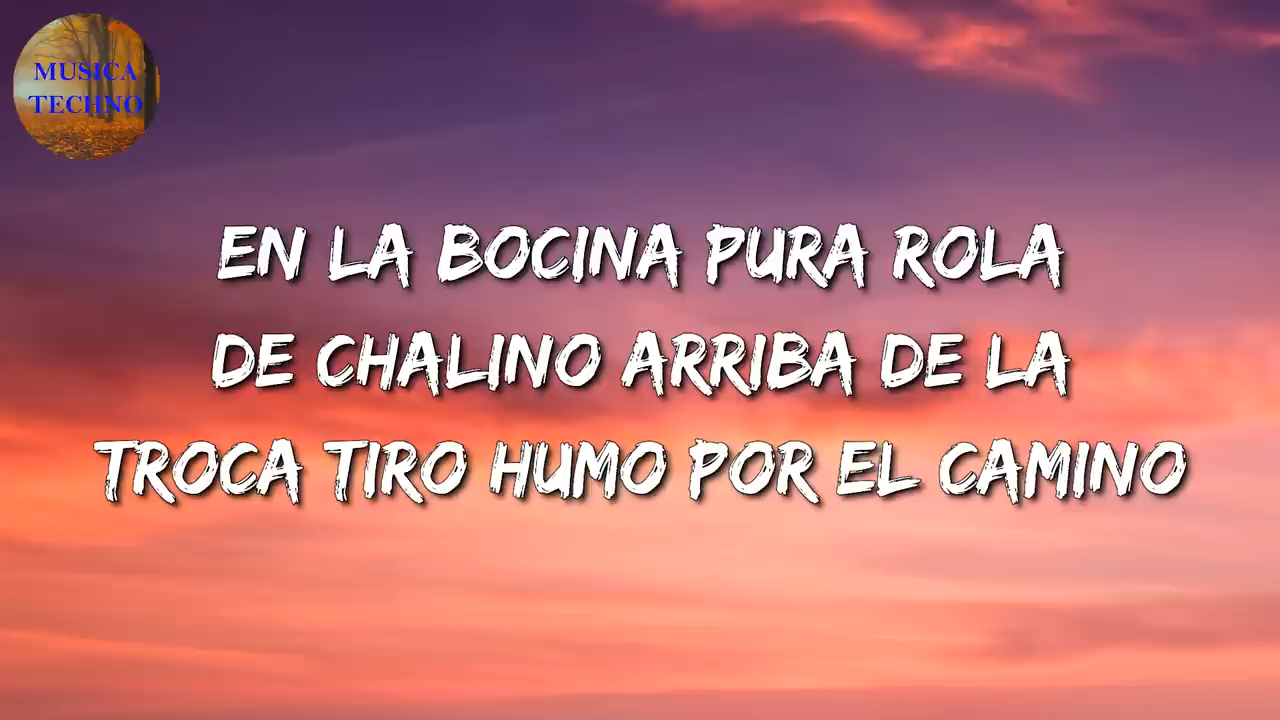 MUSICA
TECHNO
EN LA BOCINA PURA ROLA
DE CHALINO ARRIBA DE LA
TROCA TIRO HUMO POR EL CAMINO